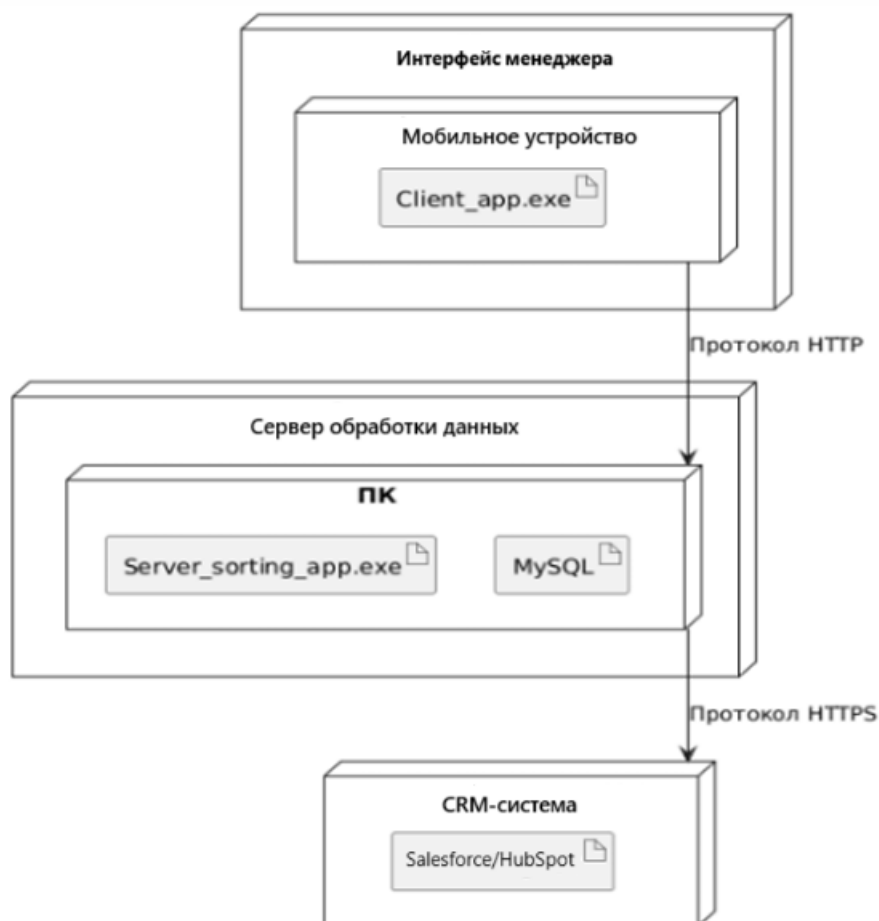 Интерфейс менеджера
Мобильное устройство
Client_app.exe
Протокол HTTP
Сервер обработки данных
ПК
Server_sorting_app.exe
MySQL
Протокол HTTPS
CRM-система
Salesforce/HubSpot